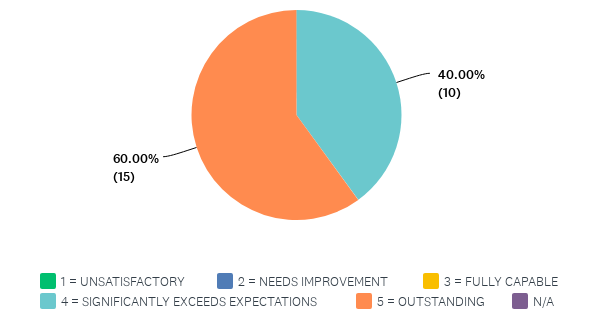 40.00%
(10)
60.00%
(15)
1 = UNSATISFACTORY 2 = NEEDS IMPROVEMENT 3 = FULLY CAPABLE
4 = SIGNIFICANTLY EXCEEDS EXPECTATIONS 5 = OUTSTANDING N/A